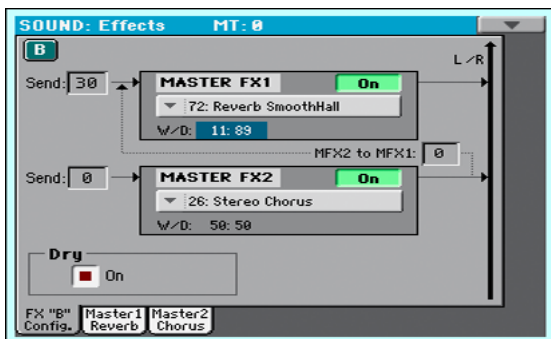 SOUND: Effects MT: 0
B
L/R
Send: 30 MASTER FX1 On
72: Reverb SmoothHall
W/D: 11:89
MFX2 to MFX1: 0
Send: 0 MASTER FX2 On
26: Stereo Chorus
W/D: 50:50
Dry
On
FX "B" Config. Master1 Reverb Master2 Chorus